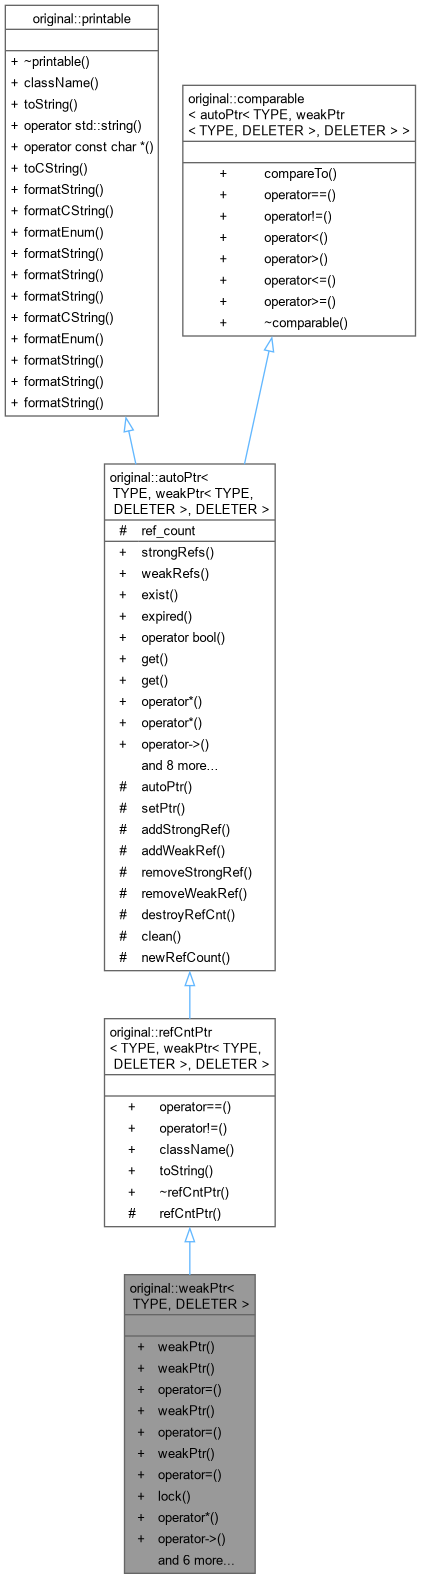 original::printable
+ ~printable()
+ className()
+ toString()
+ operator std::string()
+ operator const char *()
+ toCString()
+ formatString()
+ formatCString()
+ formatEnum()
+ formatString()
+ formatString()
+ formatString()
+ formatCString()
+ formatEnum()
+ formatString()
+ formatString()
+ formatString()
original::comparable
< autoPtr< TYPE, weakPtr
< TYPE, DELETER >, DELETER > >
+ compareTo()
+ operator==()
+ operator!=()
+ operator<()
+ operator>()
+ operator<=()
+ operator>=()
+ ~comparable()
original::autoPtr<
TYPE, weakPtr< TYPE,
DELETER >, DELETER >
# ref_count
+ strongRefs()
+ weakRefs()
+ exist()
+ expired()
+ operator bool()
+ get()
+ get()
+ operator*()
+ operator*()
+ operator->()
and 8 more...
# autoPtr()
# setPtr()
# addStrongRef()
# addWeakRef()
# removeStrongRef()
# removeWeakRef()
# destroyRefCnt()
# clean()
# newRefCount()
original::refCntPtr
< TYPE, weakPtr< TYPE,
DELETER >, DELETER >
+ operator==()
+ operator!=()
+ className()
+ toString()
+ ~refCntPtr()
# refCntPtr()
original::weakPtr<
TYPE, DELETER >
+ weakPtr()
+ weakPtr()
+ operator=()
+ weakPtr()
+ operator=()
+ weakPtr()
+ operator=()
+ lock()
+ operator*()
+ operator->()
and 6 more...